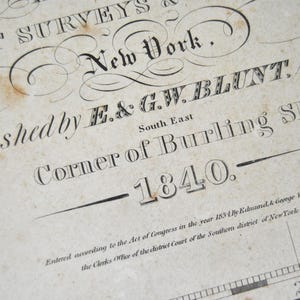 SURVEYS &
New York.
shed by E. & G.W. BLUNT.
South East
Corner of Burling S
1840.
Entered according to the Act of Congress in the year 1834 by Edmund & George
the Clerks Office of the district Court of the Southern district of New York